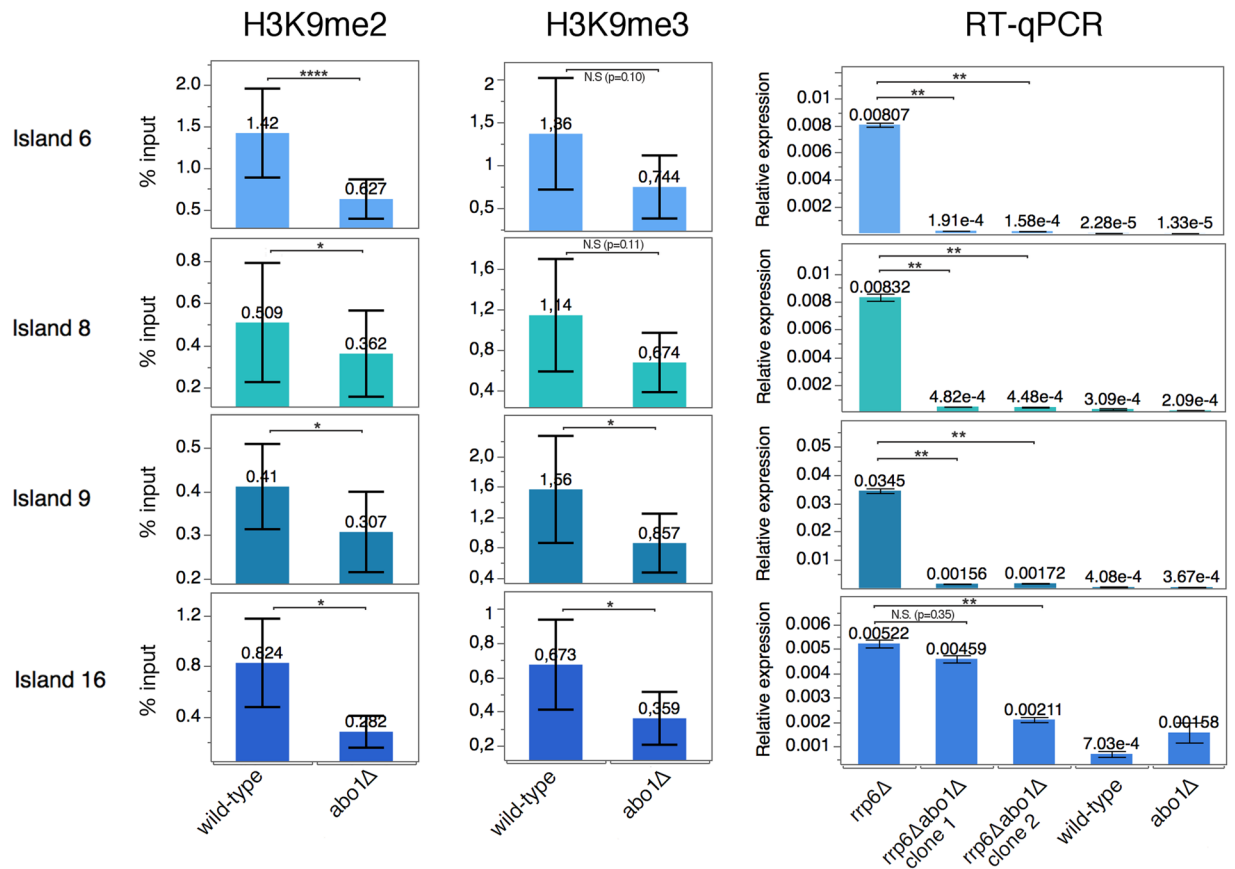 H3K9me2 H3K9me3 RT-qPCR
Island 6
% input
2.0
1.5
1.0
0.5
****
1.42
0.627
2
1,5
1
0,5
N.S (p=0.10)
1,36
0,744
Relative expression
0.01
0.008
0.006
0.004
0.002
**
**
0.00807
1.91e-4
1.58e-4
2.28e-5
1.33e-5
Island 8
% input
0.8
0.6
0.4
0.2
*
0.509
0.362
1,6
1,2
0,8
0,4
N.S (p=0.11)
1,14
0,674
Relative expression
0.01
0.008
0.006
0.004
0.002
**
**
0.00832
4.82e-4
4.48e-4
3.09e-4
2.09e-4
Island 9
% input
0.5
0.4
0.3
0.2
*
0.41
0.307
2,0
1,6
1,2
0,8
0,4
*
1,56
0,857
Relative expression
0.05
0.04
0.03
0.02
0.01
**
**
0.0345
0.00156
0.00172
4.08e-4
3.67e-4
Island 16
% input
1.2
0.8
0.4
*
0.824
0.282
1
0,8
0,6
0,4
0,2
*
0,673
0,359
Relative expression
0.006
0.005
0.004
0.003
0.002
0.001
**
N.S. (p=0.35)
0.00522
0.00459
0.00211
7.03e-4
0.00158
wild-type
abo1Δ
wild-type
abo1Δ
rrp6Δ
rrp6Δabo1Δ
clone 1
rrp6Δabo1Δ
clone 2
wild-type
abo1Δ